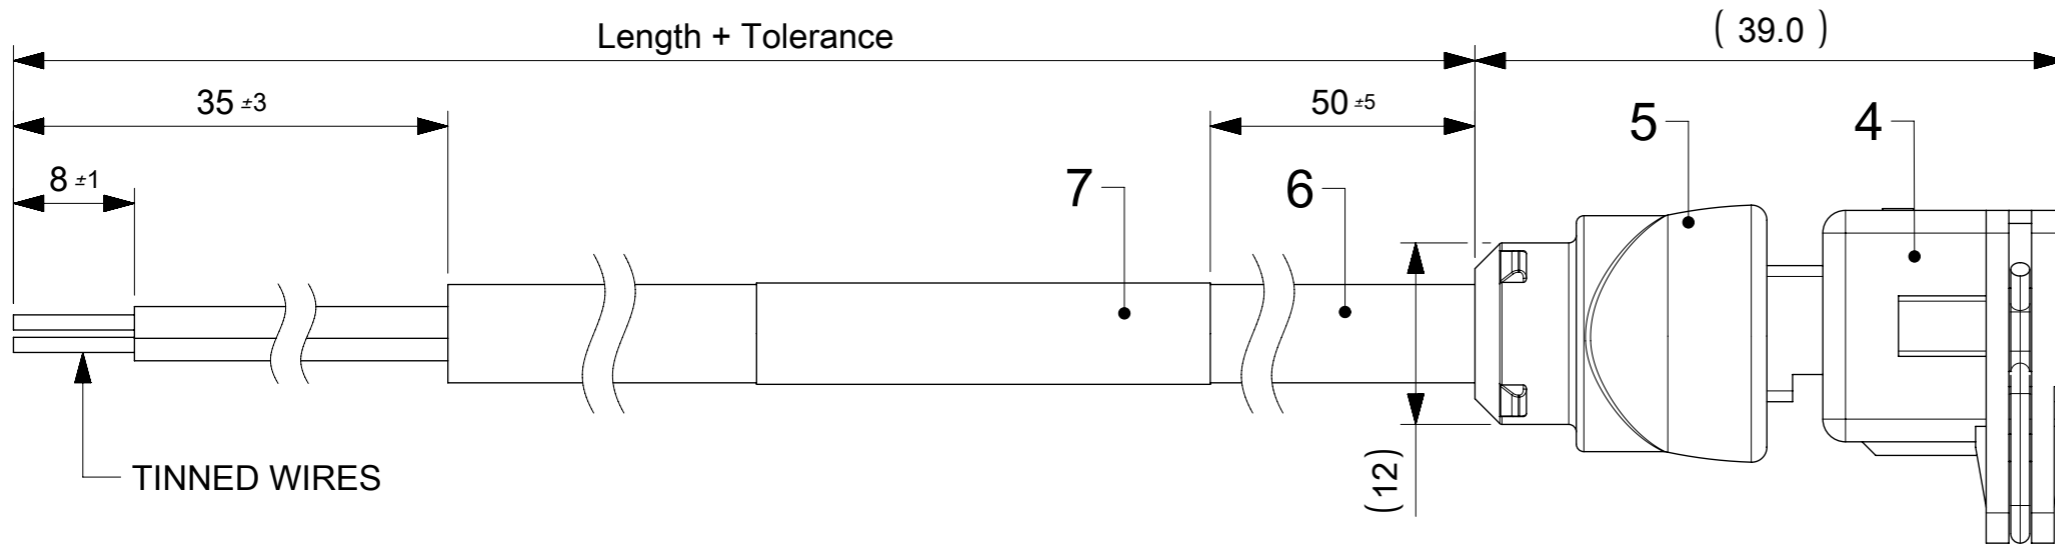 Length + Tolerance
( 39.0 )
35 ±3
50 ±5
8 ±1
7
6
5
4
(12)
TINNED WIRES